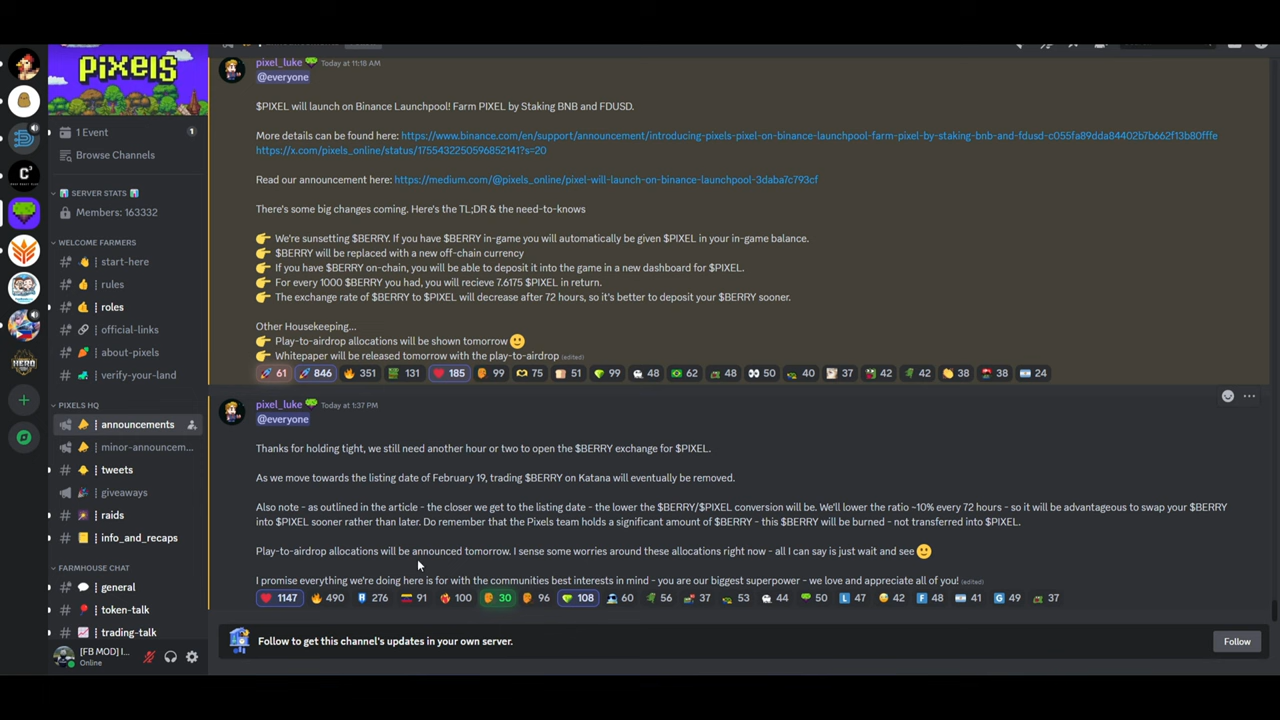 pixels
1 Event
1
Browse Channels
SERVER STATS
Members: 163332
WELCOME FARMERS
start-here
rules
roles
official-links
about-pixels
verify-your-land
PIXELS HQ
announcements
minor-announcem...
tweets
giveaways
raids
info_and_recaps
FARMHOUSE CHAT
general
token-talk
trading-talk
[FB MOD] I...
Online
pixel_luke Today at 11:18 AM
@everyone
$PIXEL will launch on Binance Launchpool! Farm PIXEL by Staking BNB and FDUSD.
More details can be found here: https://www.binance.com/en/support/announcement/introducing-pixels-pixel-on-binance-launchpool-farm-pixel-by-staking-bnb-and-fdusd-c055fa89dda84402b7b662f13b80fffe
https://x.com/pixels_online/status/1755432250596852141?s=20
Read our announcement here: https://medium.com/@pixels_online/pixel-will-launch-on-binance-launchpool-3daba7c793cf
There's some big changes coming. Here's the TL;DR & the need-to-knows
We're sunsetting $BERRY. If you have $BERRY in-game you will automatically be given $PIXEL in your in-game balance.
$BERRY will be replaced with a new off-chain currency
If you have $BERRY on-chain, you will be able to deposit it into the game in a new dashboard for $PIXEL.
For every 1000 $BERRY you had, you will recieve 7.6175 $PIXEL in return.
The exchange rate of $BERRY to $PIXEL will decrease after 72 hours, so it's better to deposit your $BERRY sooner.
Other Housekeeping...
Play-to-airdrop allocations will be shown tomorrow
Whitepaper will be released tomorrow with the play-to-airdrop (edited)
61 846 351 131 185 99 75 51 99 48 62 48 50 40 37 42 42 38 38 24
pixel_luke Today at 1:37 PM
@everyone
Thanks for holding tight, we still need another hour or two to open the $BERRY exchange for $PIXEL.
As we move towards the listing date of February 19, trading $BERRY on Katana will eventually be removed.
Also note - as outlined in the article - the closer we get to the listing date - the lower the $BERRY/$PIXEL conversion will be. We'll lower the ratio ~10% every 72 hours - so it will be advantageous to swap your $BERRY
into $PIXEL sooner rather than later. Do remember that the Pixels team holds a significant amount of $BERRY - this $BERRY will be burned - not transferred into $PIXEL.
Play-to-airdrop allocations will be announced tomorrow. I sense some worries around these allocations right now - all I can say is just wait and see
I promise everything we're doing here is for with the communities best interests in mind - you are our biggest superpower - we love and appreciate all of you! (edited)
1147 490 276 91 100 30 96 108 60 56 37 53 44 50 47 42 48 41 49 37
Follow to get this channel's updates in your own server.
Follow